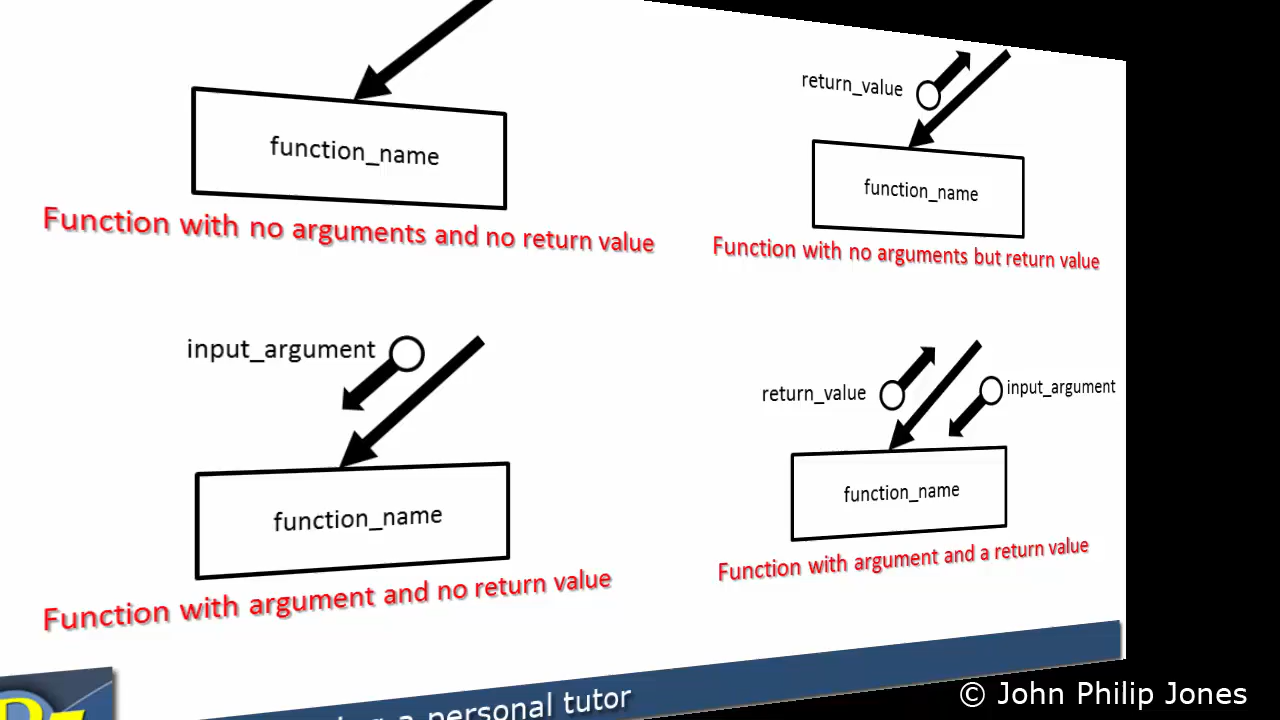 return_value
function_name
function_name
Function with no arguments and no return value
Function with no arguments but return value
input_argument
return_value
input_argument
function_name
function_name
Function with argument and no return value
Function with argument and a return value
a personal tutor
© John Philip Jones